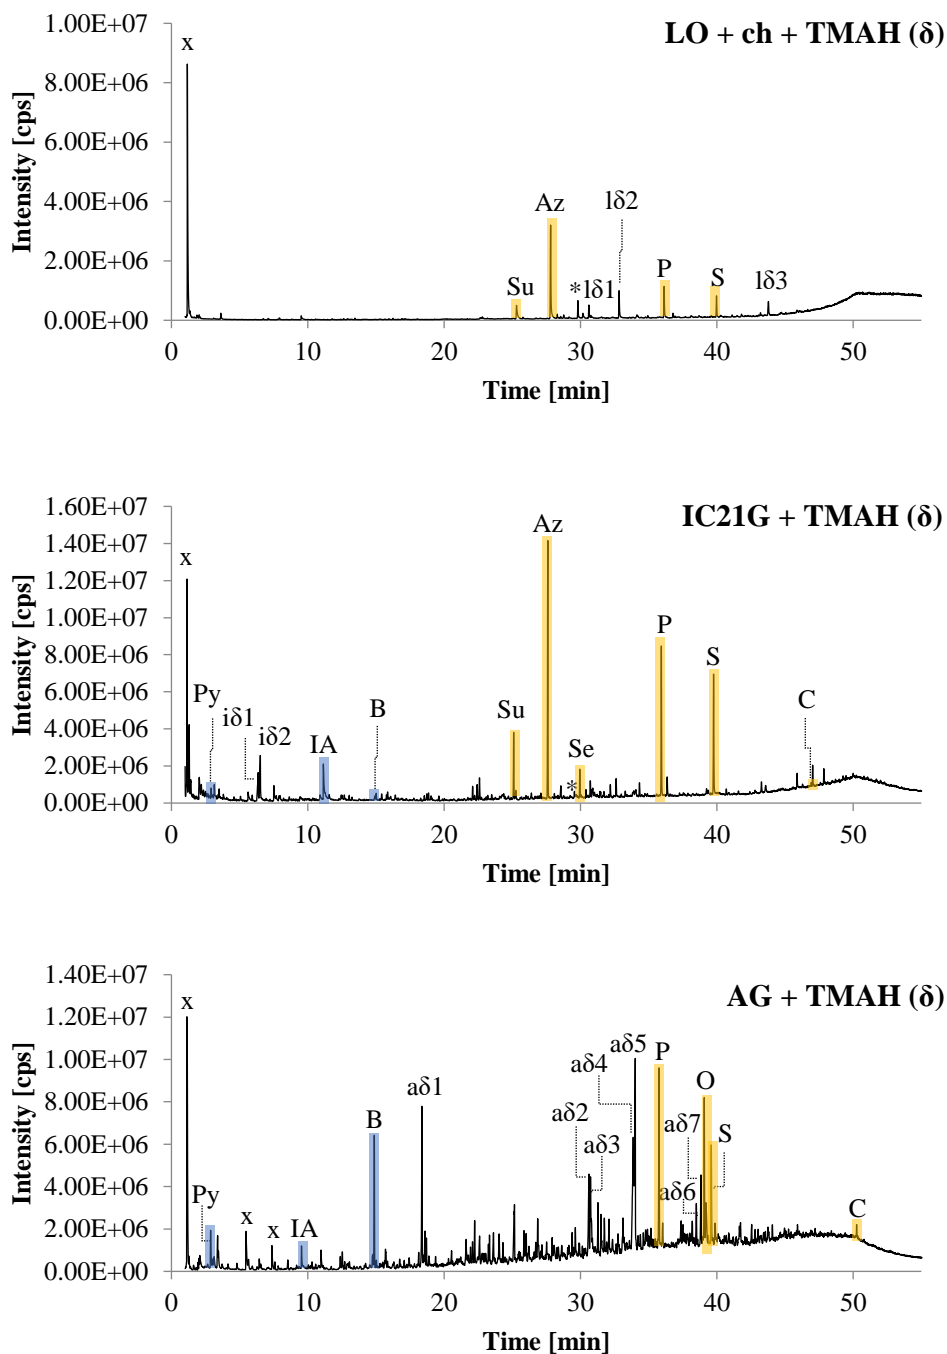 LO + ch + TMAH (δ)
1.00E+07
8.00E+06
6.00E+06
4.00E+06
2.00E+06
0.00E+00
Intensity [cps]
x
Su
Az
*
lδ1
lδ2
P
S
lδ3
0 10 20 30 40 50
Time [min]
IC21G + TMAH (δ)
1.60E+07
1.40E+07
1.20E+07
1.00E+07
8.00E+06
6.00E+06
4.00E+06
2.00E+06
0.00E+00
Intensity [cps]
x
Py
iδ1
iδ2
IA
B
Su
Az
*
Se
P
S
C
0 10 20 30 40 50
Time [min]
AG + TMAH (δ)
1.40E+07
1.20E+07
1.00E+07
8.00E+06
6.00E+06
4.00E+06
2.00E+06
0.00E+00
Intensity [cps]
x
Py
x
x
IA
B
aδ1
aδ2
aδ3
aδ4
aδ5
P
aδ6
aδ7
O
S
C
0 10 20 30 40 50
Time [min]